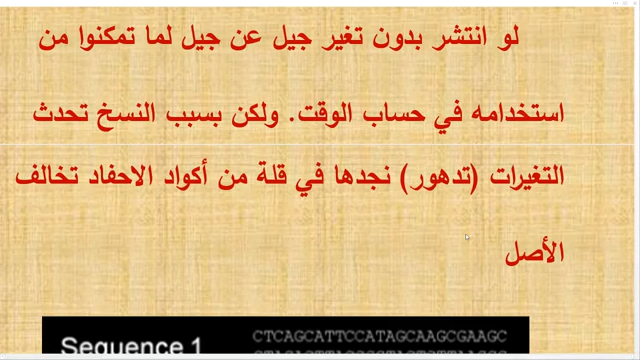 لو انتشر بدون تغير جيل عن جيل لما تمكنوا من
استخدامه في حساب الوقت. ولكن بسبب النسخ تحدث
التغيرات (تدهور) نجدها في قلة من أكواد الاحفاد تخالف
الأصل
Sequence 1 CTCAGCATTCCATAGCAAGCGAAGC